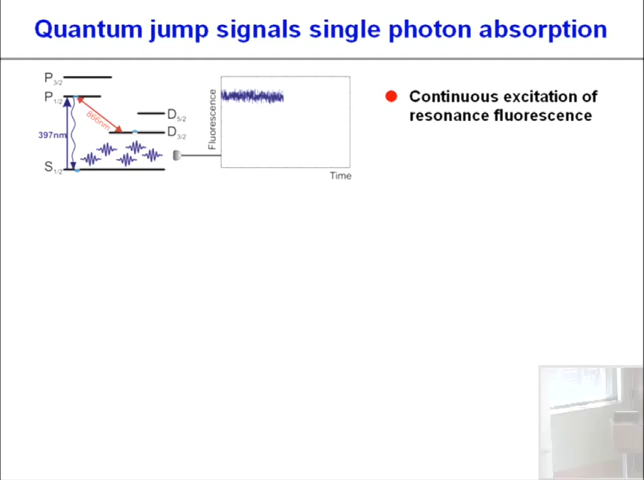 Quantum jump signals single photon absorption
P3/2
P1/2
866nm
D5/2
D3/2
397nm
S1/2
Fluorescence
Time
Continuous excitation of
resonance fluorescence